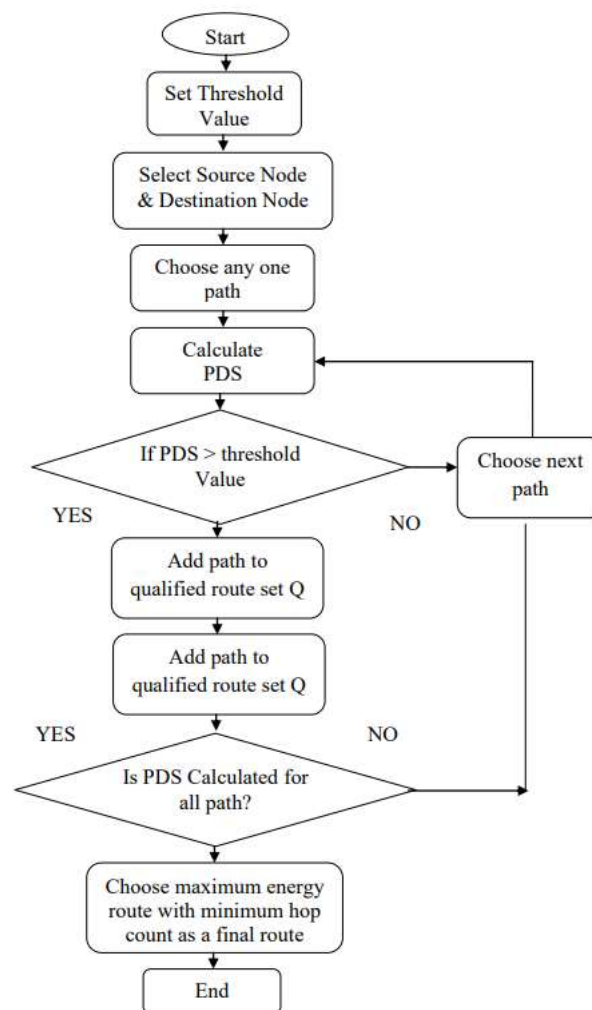 Start
Set Threshold
Value
Select Source Node
& Destination Node
Choose any one
path
Calculate
PDS
If PDS > threshold
Value
Choose next
path
YES
NO
Add path to
qualified route set Q
Add path to
qualified route set Q
YES
NO
Is PDS Calculated for
all path?
Choose maximum energy
route with minimum hop
count as a final route
End